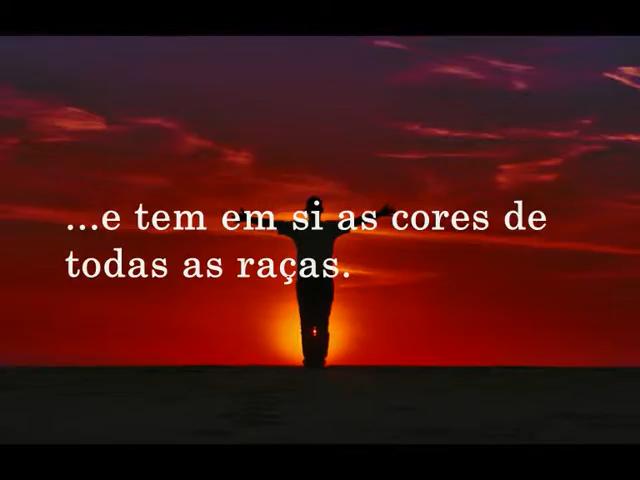 ...e tem em si as cores de
todas as raças.